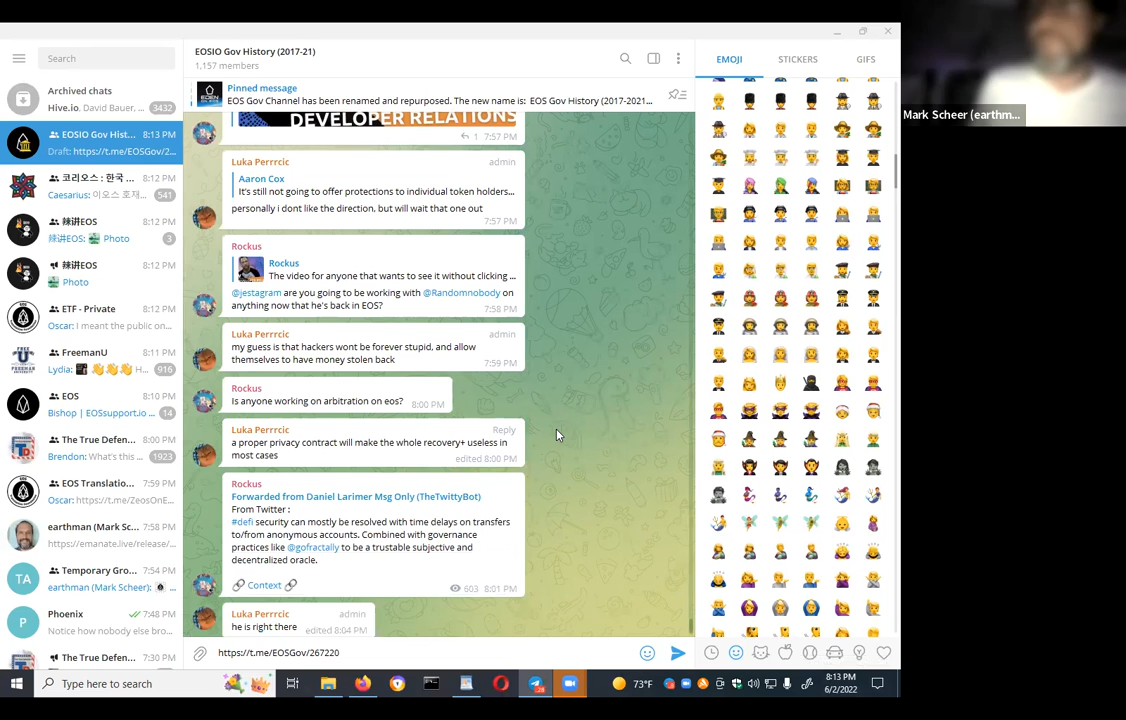 Search
Archived chats
Hive.io, David Bauer, ...
3432
EOSIO Gov Hist...
8:13 PM
Draft: https://t.me/EOSGov/2...
코리오스 : 한국 ...
8:12 PM
Caesarius: 이오스 호재...
541
辣讲EOS
8:12 PM
辣讲EOS: Photo
3
辣讲EOS
8:12 PM
Photo
ETF - Private
8:12 PM
Oscar: I meant the public on...
FreemanU
8:11 PM
Lydia: H...
916
EOS
8:10 PM
Bishop | EOSsupport.io ...
14
The True Defen...
8:00 PM
Brendon: What's this ...
1923
EOS Translatio...
7:59 PM
Oscar: https://t.me/ZeosOnE...
earthman (Mark Sc...
7:58 PM
https://emanate.live/release/...
TA
Temporary Gro...
7:54 PM
earthman (Mark Scheer): ...
P
Phoenix
7:48 PM
Notice how nobody else bro...
The True Defen...
7:30 PM
EOSIO Gov History (2017-21)
1,157 members
Pinned message
EOS Gov Channel has been renamed and repurposed. The new name is: EOS Gov History (2017-2021...
DEVELOPER RELATIONS
1 7:57 PM
Luka Perrrcic
admin
Aaron Cox
It's still not going to offer protections to individual token holders...
personally i dont like the direction, but will wait that one out
7:57 PM
Rockus
Rockus
The video for anyone that wants to see it without clicking ...
@jestagram are you going to be working with @Randomnobody on
anything now that he's back in EOS?
7:58 PM
Luka Perrrcic
admin
my guess is that hackers wont be forever stupid, and allow
themselves to have money stolen back
7:59 PM
Rockus
Is anyone working on arbitration on eos?
8:00 PM
Luka Perrrcic
Reply
a proper privacy contract will make the whole recovery+ useless in
most cases
edited 8:00 PM
Rockus
Forwarded from Daniel Larimer Msg Only (TheTwittyBot)
From Twitter :
#defi security can mostly be resolved with time delays on transfers
to/from anonymous accounts. Combined with governance
practices like @gofractally to be a trustable subjective and
decentralized oracle.
Context
603 8:01 PM
Luka Perrrcic
admin
he is right there
edited 8:04 PM
https://t.me/EOSGov/267220
EMOJI
STICKERS
GIFS
Mark Scheer (earthm...
Type here to search
73°F
8:13 PM
6/2/2022